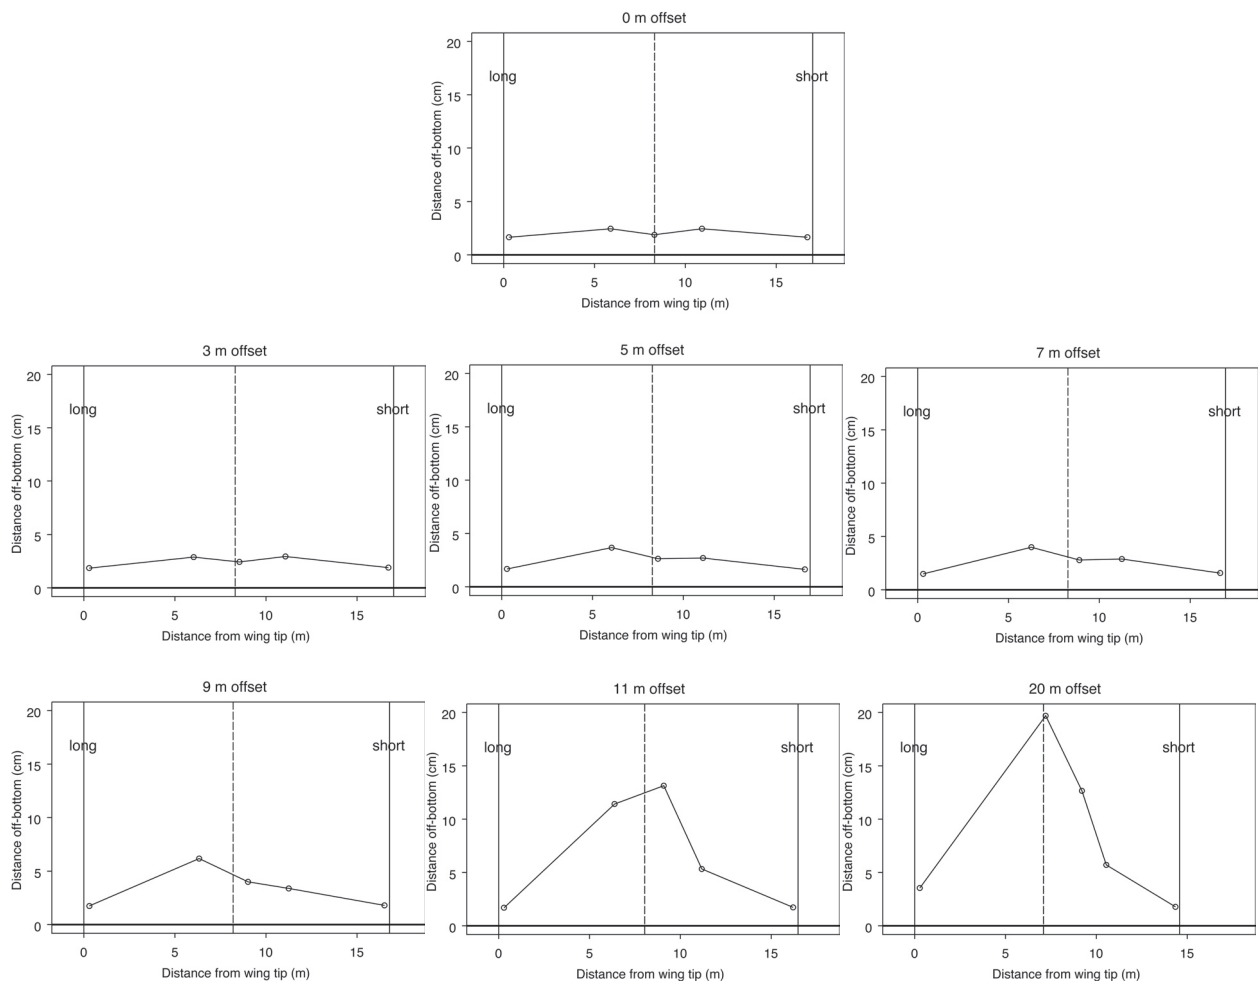 0 m offset
20
15
10
5
0
Distance off-bottom (cm)
long
short
0 5 10 15
Distance from wing tip (m)
3 m offset
20
15
10
5
0
Distance off-bottom (cm)
long
short
0 5 10 15
Distance from wing tip (m)
5 m offset
20
15
10
5
0
Distance off-bottom (cm)
long
short
0 5 10 15
Distance from wing tip (m)
7 m offset
20
15
10
5
0
Distance off-bottom (cm)
long
short
0 5 10 15
Distance from wing tip (m)
9 m offset
20
15
10
5
0
Distance off-bottom (cm)
long
short
0 5 10 15
Distance from wing tip (m)
11 m offset
20
15
10
5
0
Distance off-bottom (cm)
long
short
0 5 10 15
Distance from wing tip (m)
20 m offset
20
15
10
5
0
Distance off-bottom (cm)
long
short
0 5 10 15
Distance from wing tip (m)